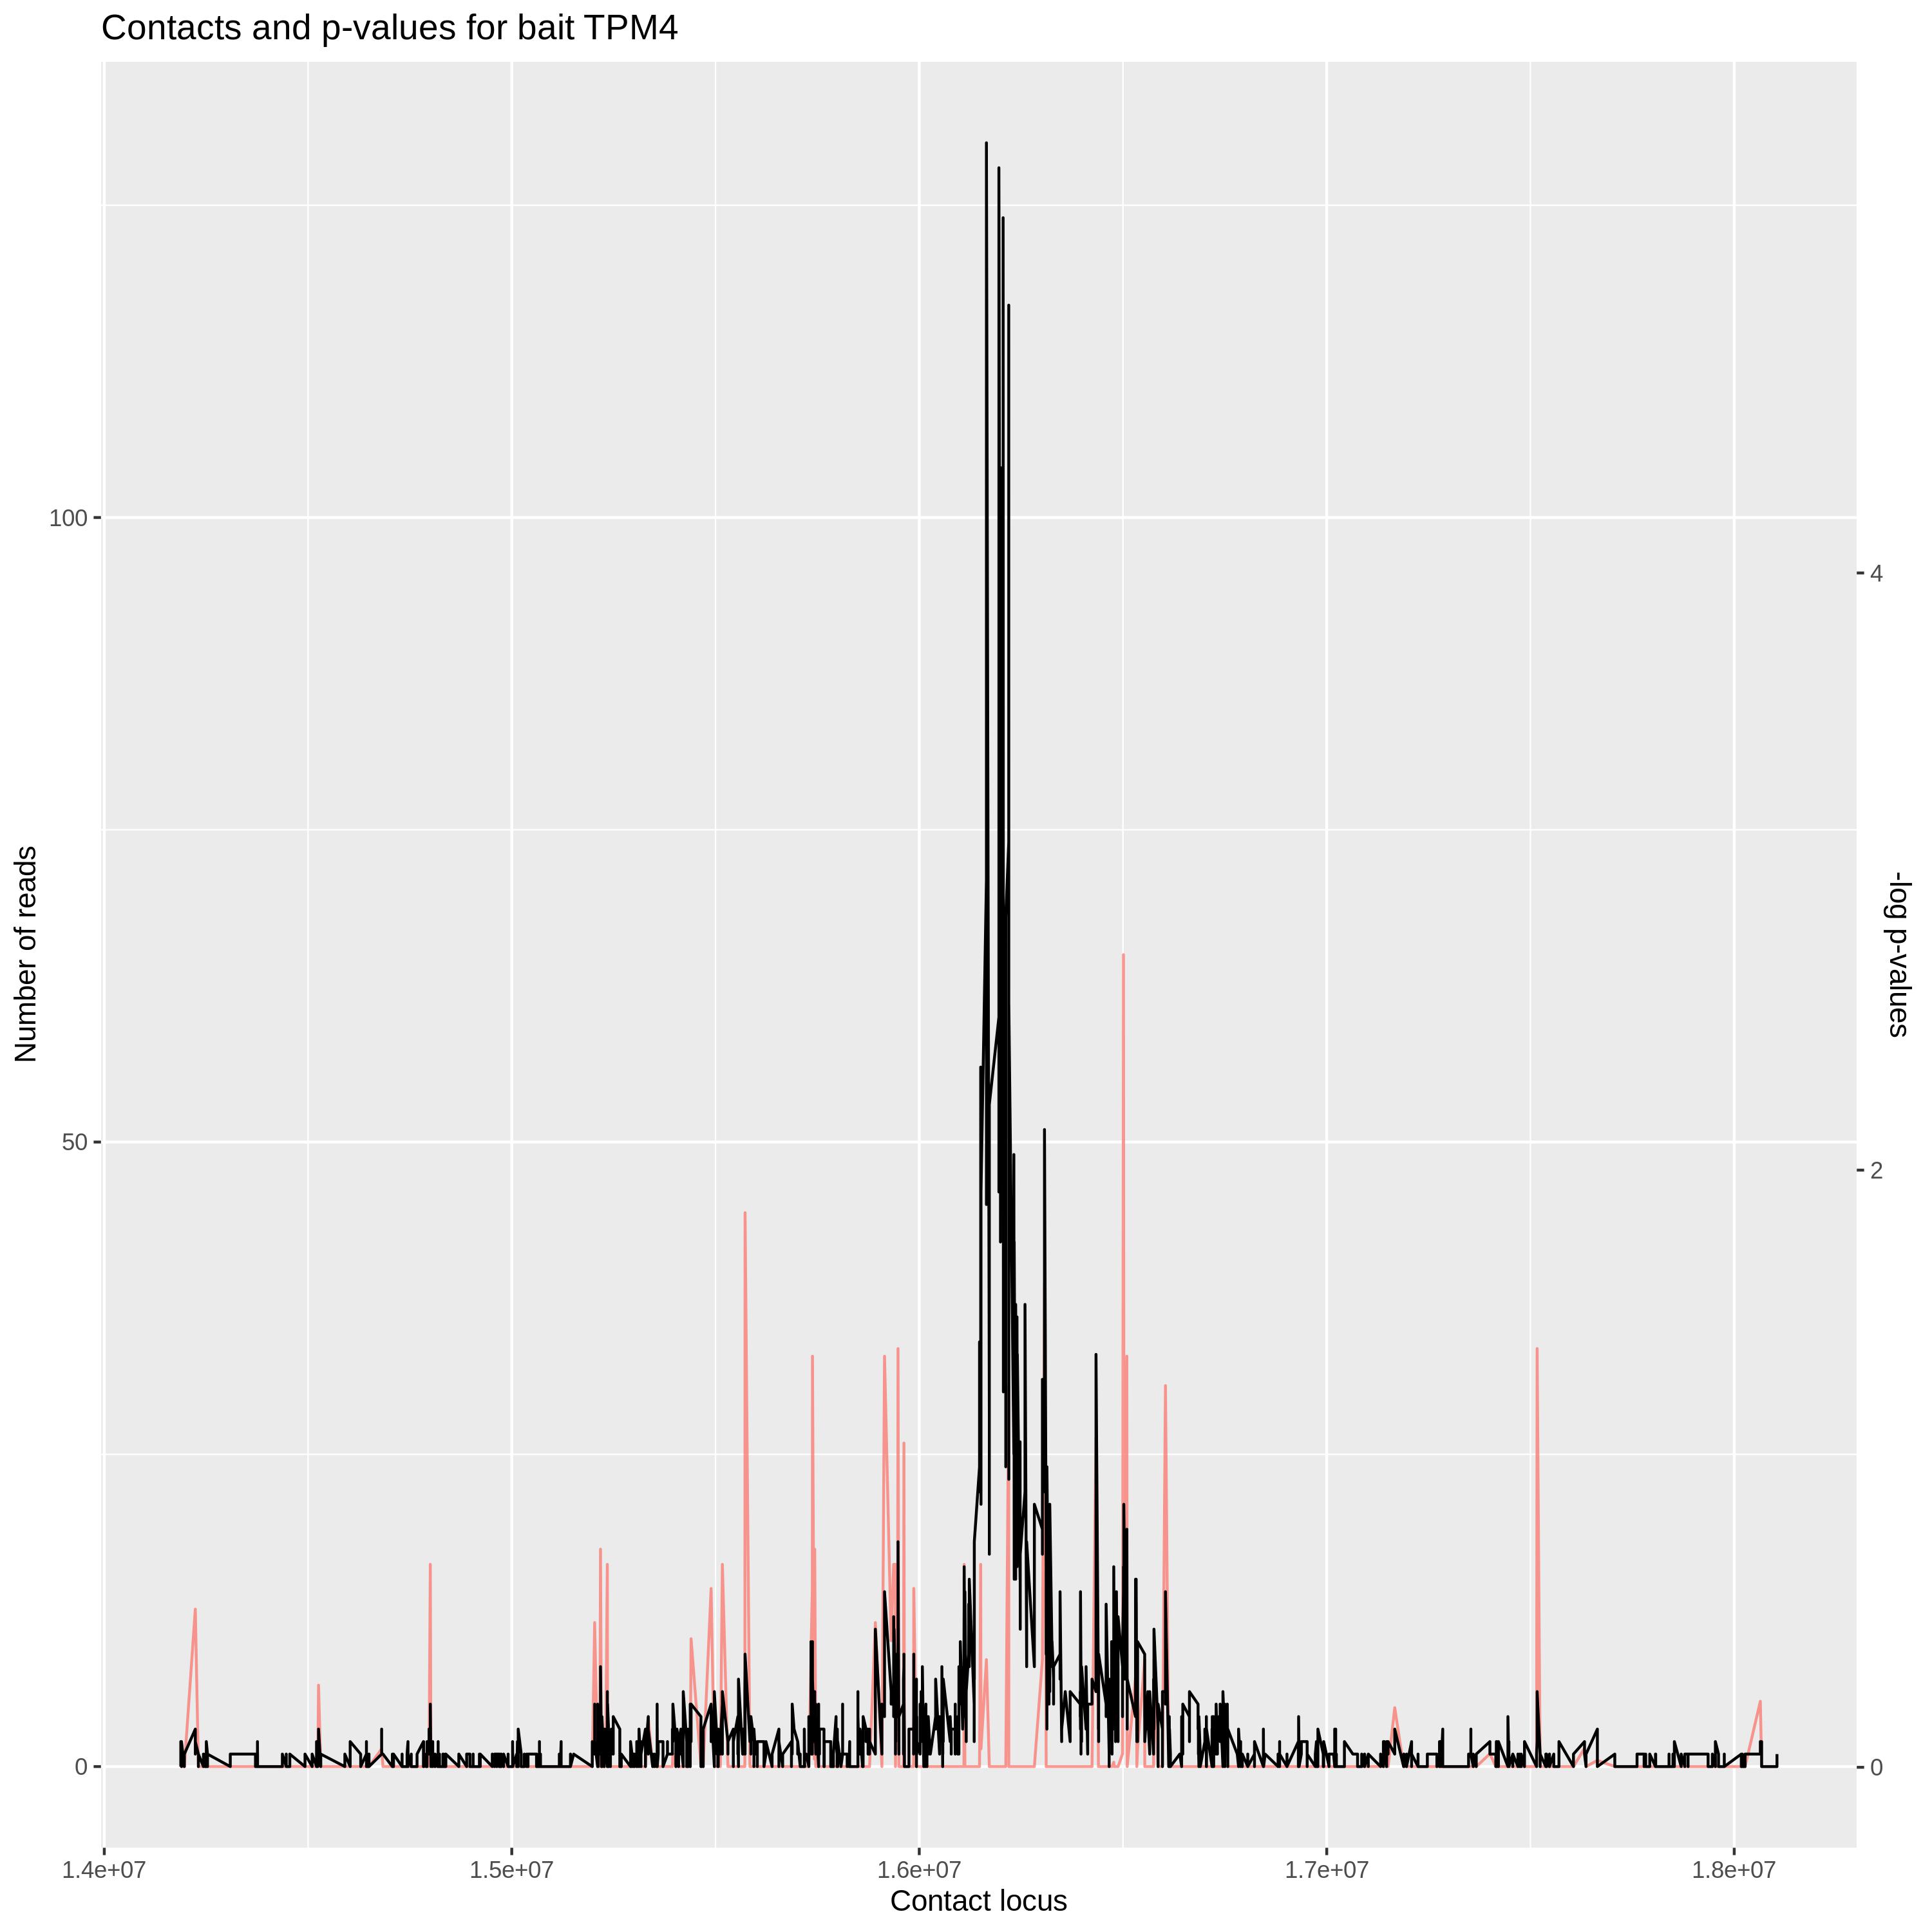 Contacts and p-values for bait TPM4
Number of reads
100
50
0
4
2
0
-log p-values
1.4e+07
1.5e+07
1.6e+07
1.7e+07
1.8e+07
Contact locus